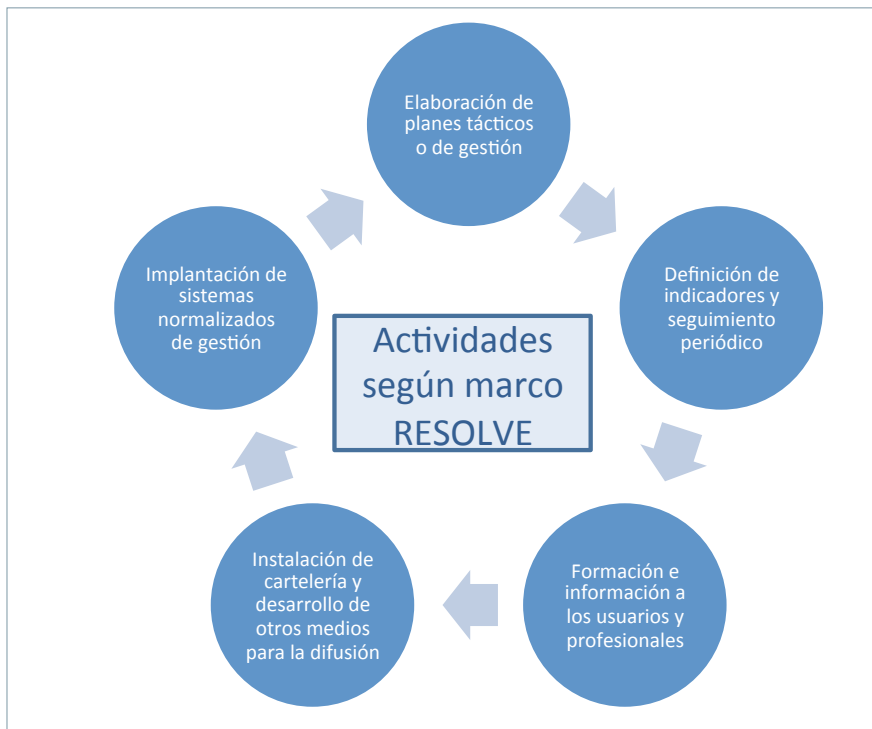 Elaboración de
planes tácticos
o de gestión
Definición de
indicadores y
seguimiento
periódico
Formación e
información a
los usuarios y
profesionales
Instalación de
cartelería y
desarrollo de
otros medios
para la difusión
Implantación de
sistemas
normalizados
de gestión
Actividades
según marco
RESOLVE